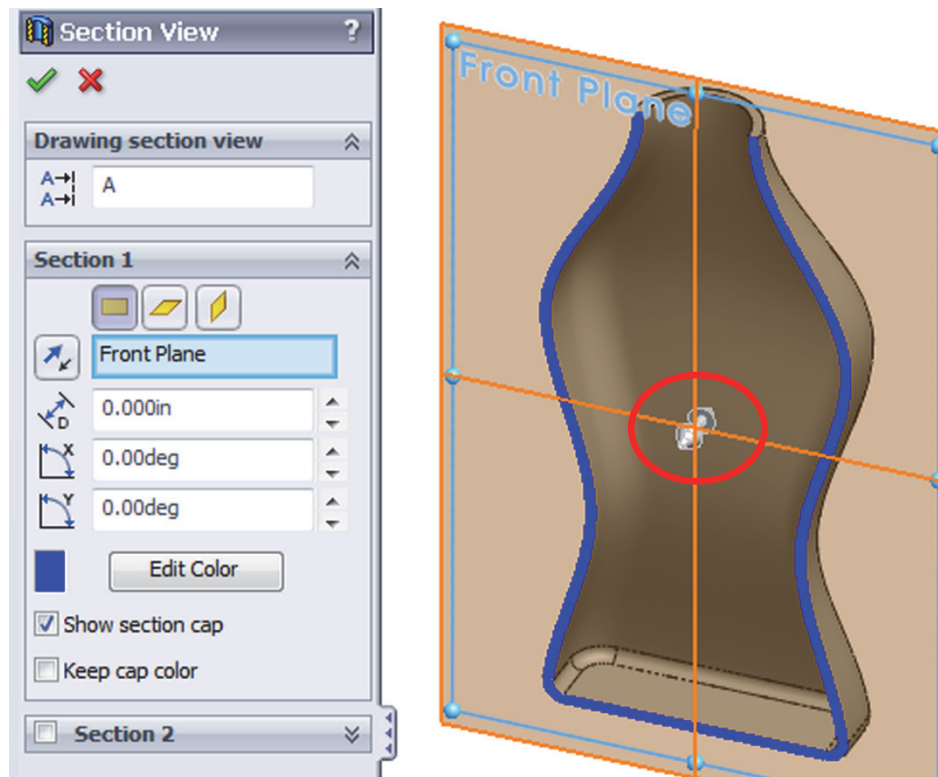 Section View ?
Drawing section view
A
A
A
Section 1
Front Plane
D
0.000in
X
0.00deg
Y
0.00deg
Edit Color
Show section cap
Keep cap color
Section 2
Front Plane